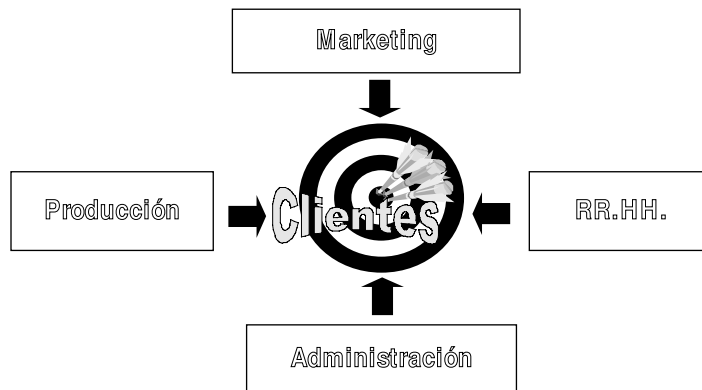 Marketing
Producción
Clientes
RR.HH.
Administración